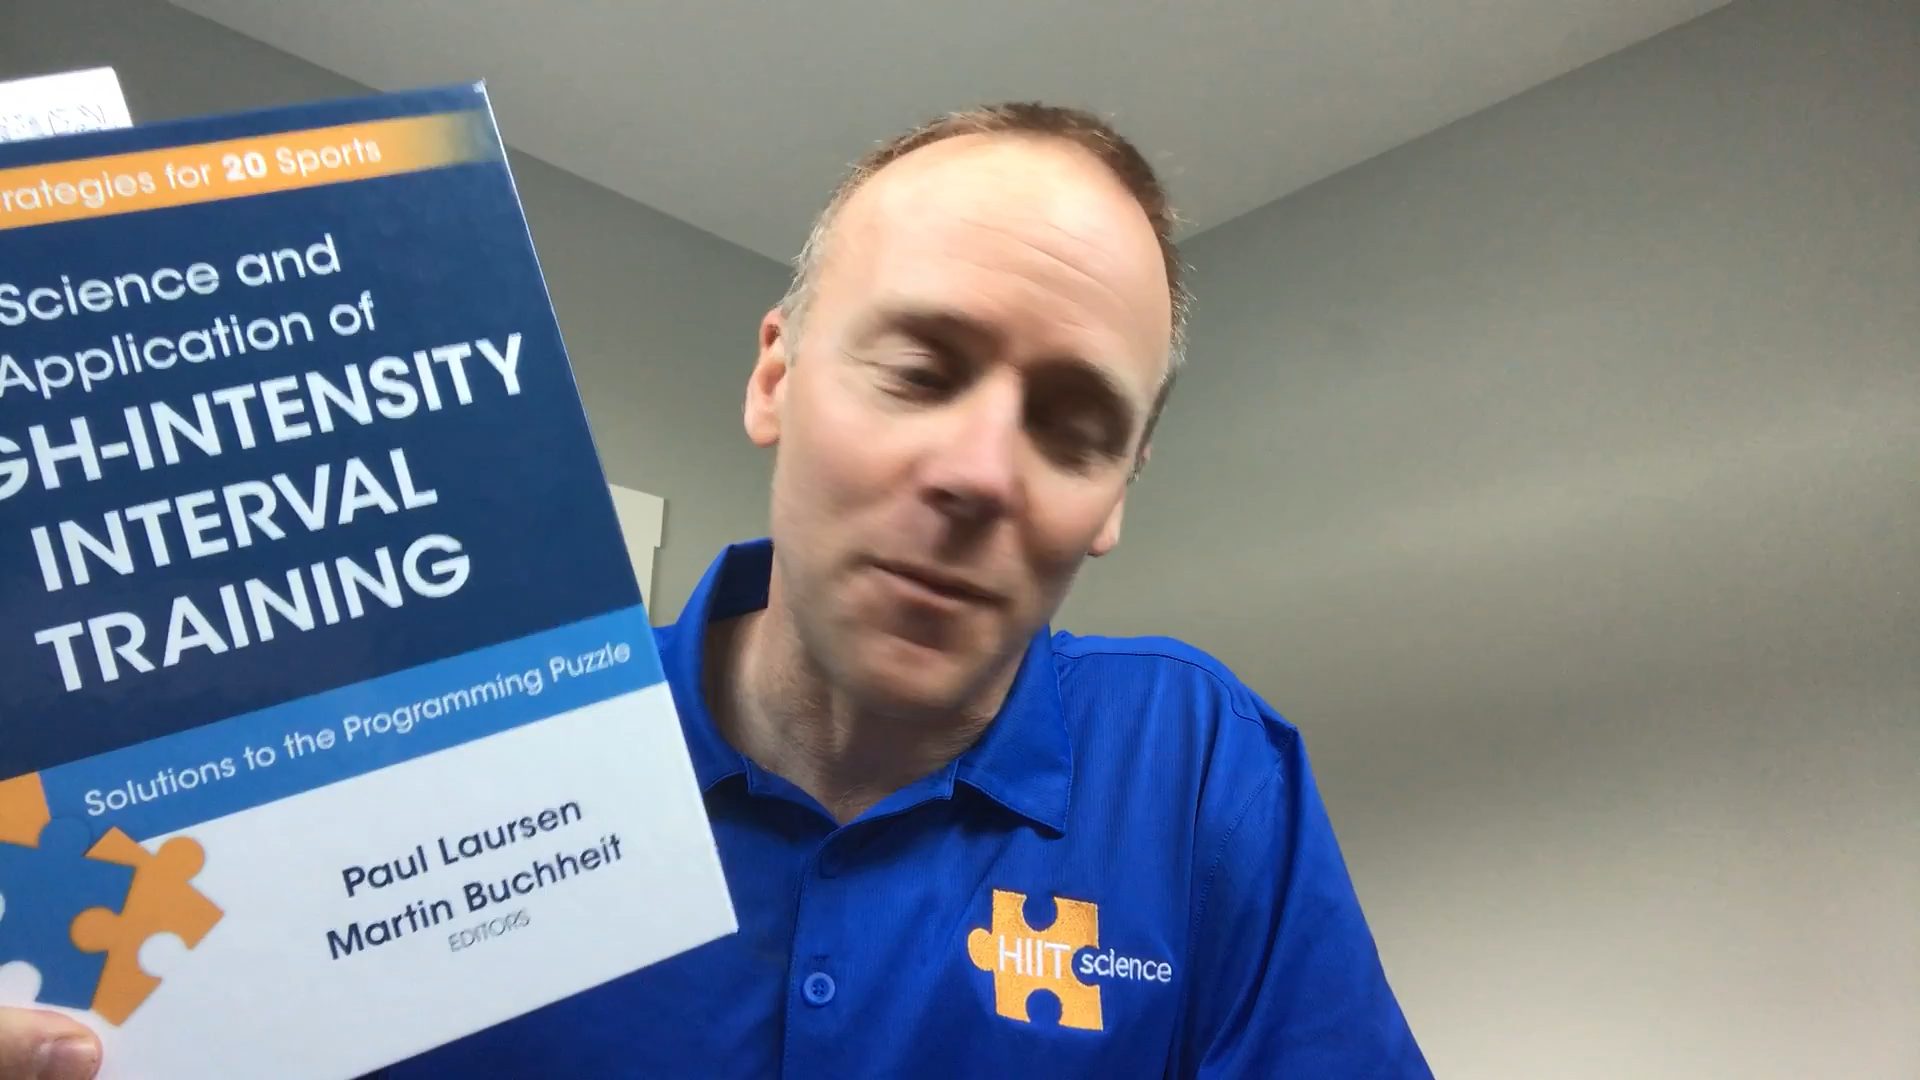 rategies for 20 Sports
Science and
Application of
GH-INTENSITY
INTERVAL
TRAINING
Solutions to the Programming Puzzle
Paul Laursen
Martin Buchheit
EDITORS
HIIT science